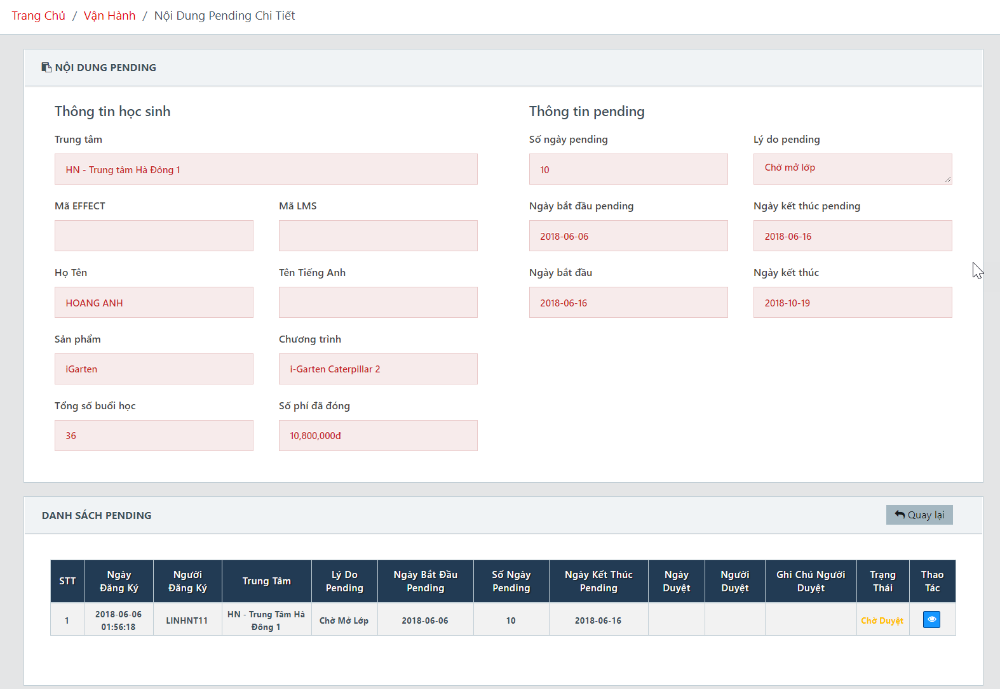 Trang Chủ / Vận Hành / Nội Dung Pending Chi Tiết
NỘI DUNG PENDING
Thông tin học sinh
Trung tâm
HN - Trung tâm Hà Đông 1
Mã EFFECT
Mã LMS
Họ Tên
Tên Tiếng Anh
HOANG ANH
Sản phẩm
Chương trình
iGarten
i-Garten Caterpillar 2
Tổng số buổi học
Số phí đã đóng
36
10,800,000đ
Thông tin pending
Số ngày pending
Lý do pending
10
Chờ mở lớp
Ngày bắt đầu pending
Ngày kết thúc pending
2018-06-06
2018-06-16
Ngày bắt đầu
Ngày kết thúc
2018-06-16
2018-10-19
DANH SÁCH PENDING
Quay lại
STT
Ngày
Đăng Ký
Người
Đăng Ký
Trung Tâm
Lý Do
Pending
Ngày Bắt Đầu
Pending
Số Ngày
Pending
Ngày Kết Thúc
Pending
Ngày
Duyệt
Người
Duyệt
Ghi Chú Người
Duyệt
Trạng
Thái
Thao
Tác
1
2018-06-06
01:56:18
LINHNT11
HN - Trung Tâm Hà
Đông 1
Chờ Mở Lớp
2018-06-06
10
2018-06-16
Chờ Duyệt